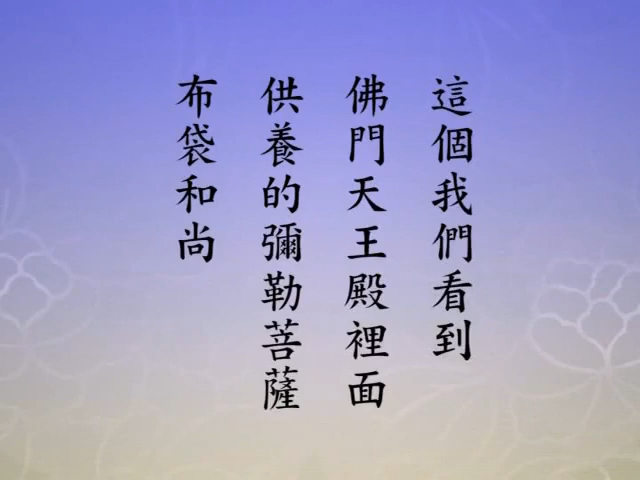 這個我們看到
佛門天王殿裡面
供養的彌勒菩薩
布袋和尚